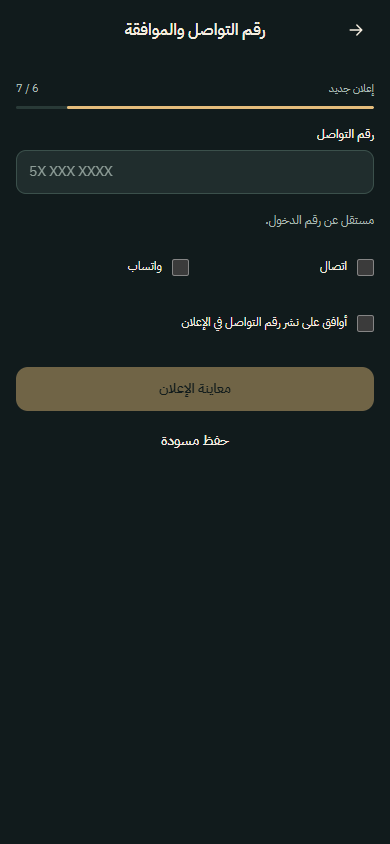 رقم التواصل والموافقة
إعلان جديد
6 / 7
رقم التواصل
5X XXX XXXX
مستقل عن رقم الدخول.
اتصال
واتساب
أوافق على نشر رقم التواصل في الإعلان
معاينة الإعلان
حفظ مسودة